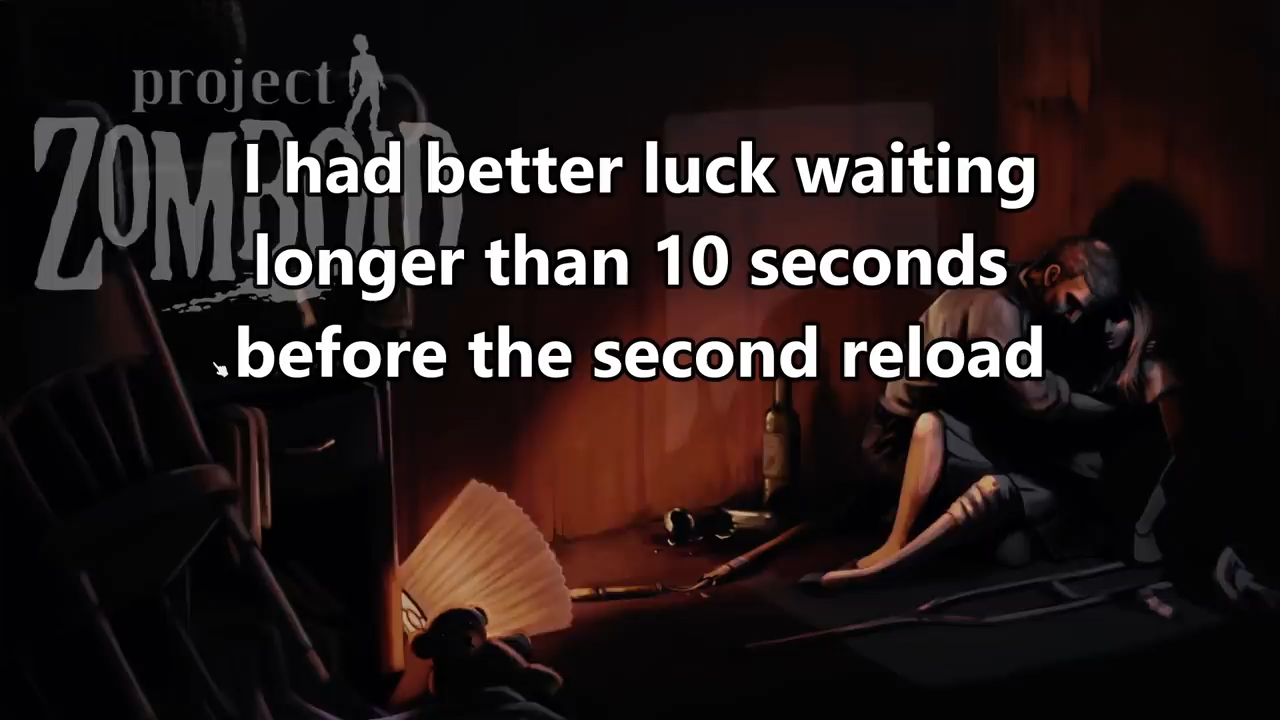 project
ZOMBOID
I had better luck waiting
longer than 10 seconds
before the second reload